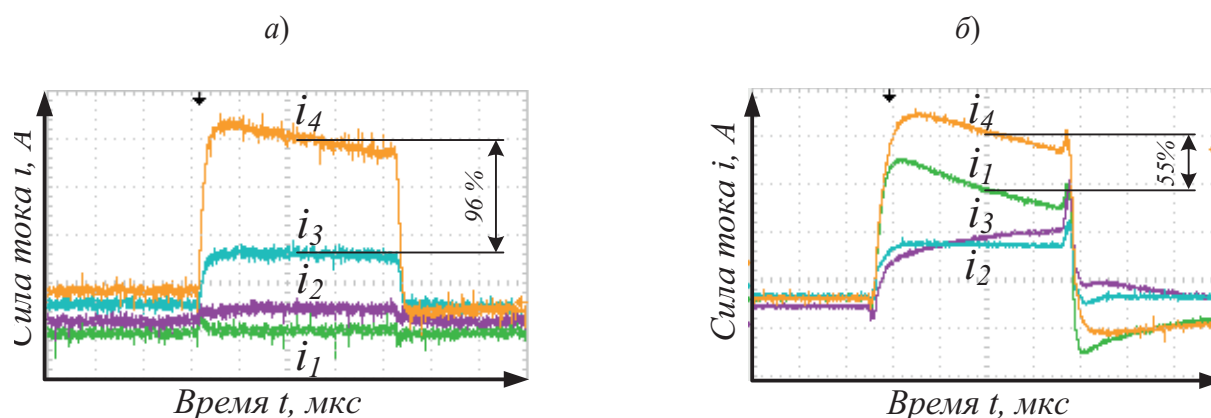 а)
б)
Сила тока i, А
i4
96 %
i3
i2
i1
Время t, мкс
Сила тока i, А
i4
55%
i1
i3
i2
Время t, мкс